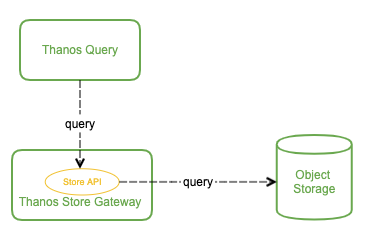 Thanos Query
query
Store API
Thanos Store Gateway
query
Object
Storage